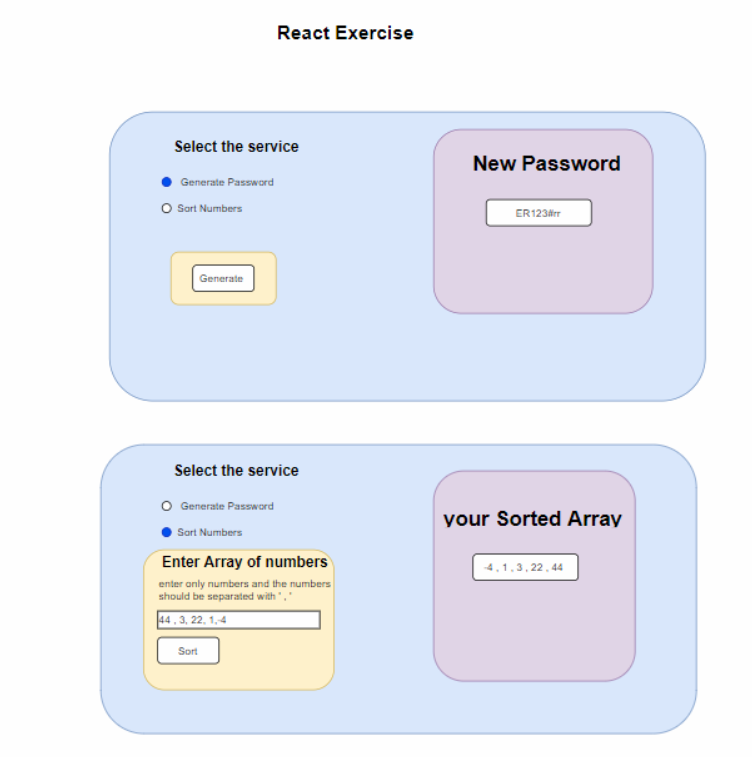 React Exercise
Select the service
Generate Password
Sort Numbers
Generate
New Password
ER123#rr
Select the service
Generate Password
Sort Numbers
Enter Array of numbers
enter only numbers and the numbers
should be separated with ' , '
44 , 3, 22, 1,-4
Sort
your Sorted Array
-4 , 1 , 3 , 22 , 44